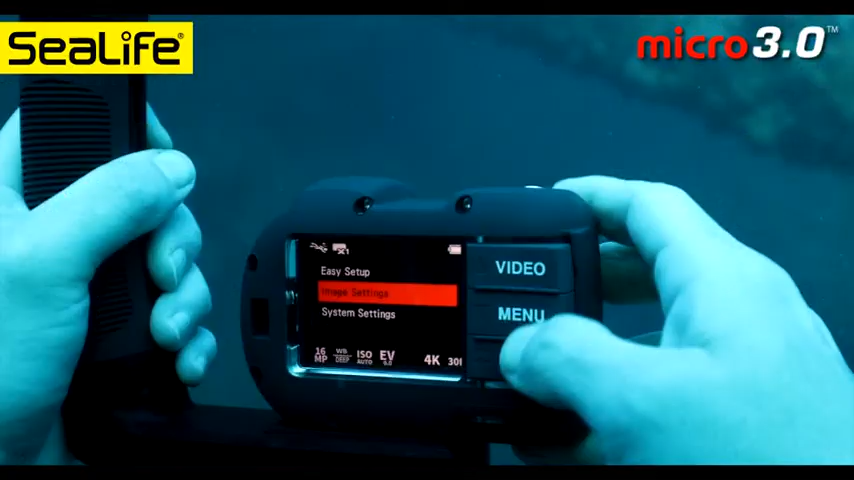 SeaLife®
micro3.0™
x1
Easy Setup
Image Settings
System Settings
VIDEO
MENU
16 MP
WB DEEP
ISO AUTO
EV 0.0
4K